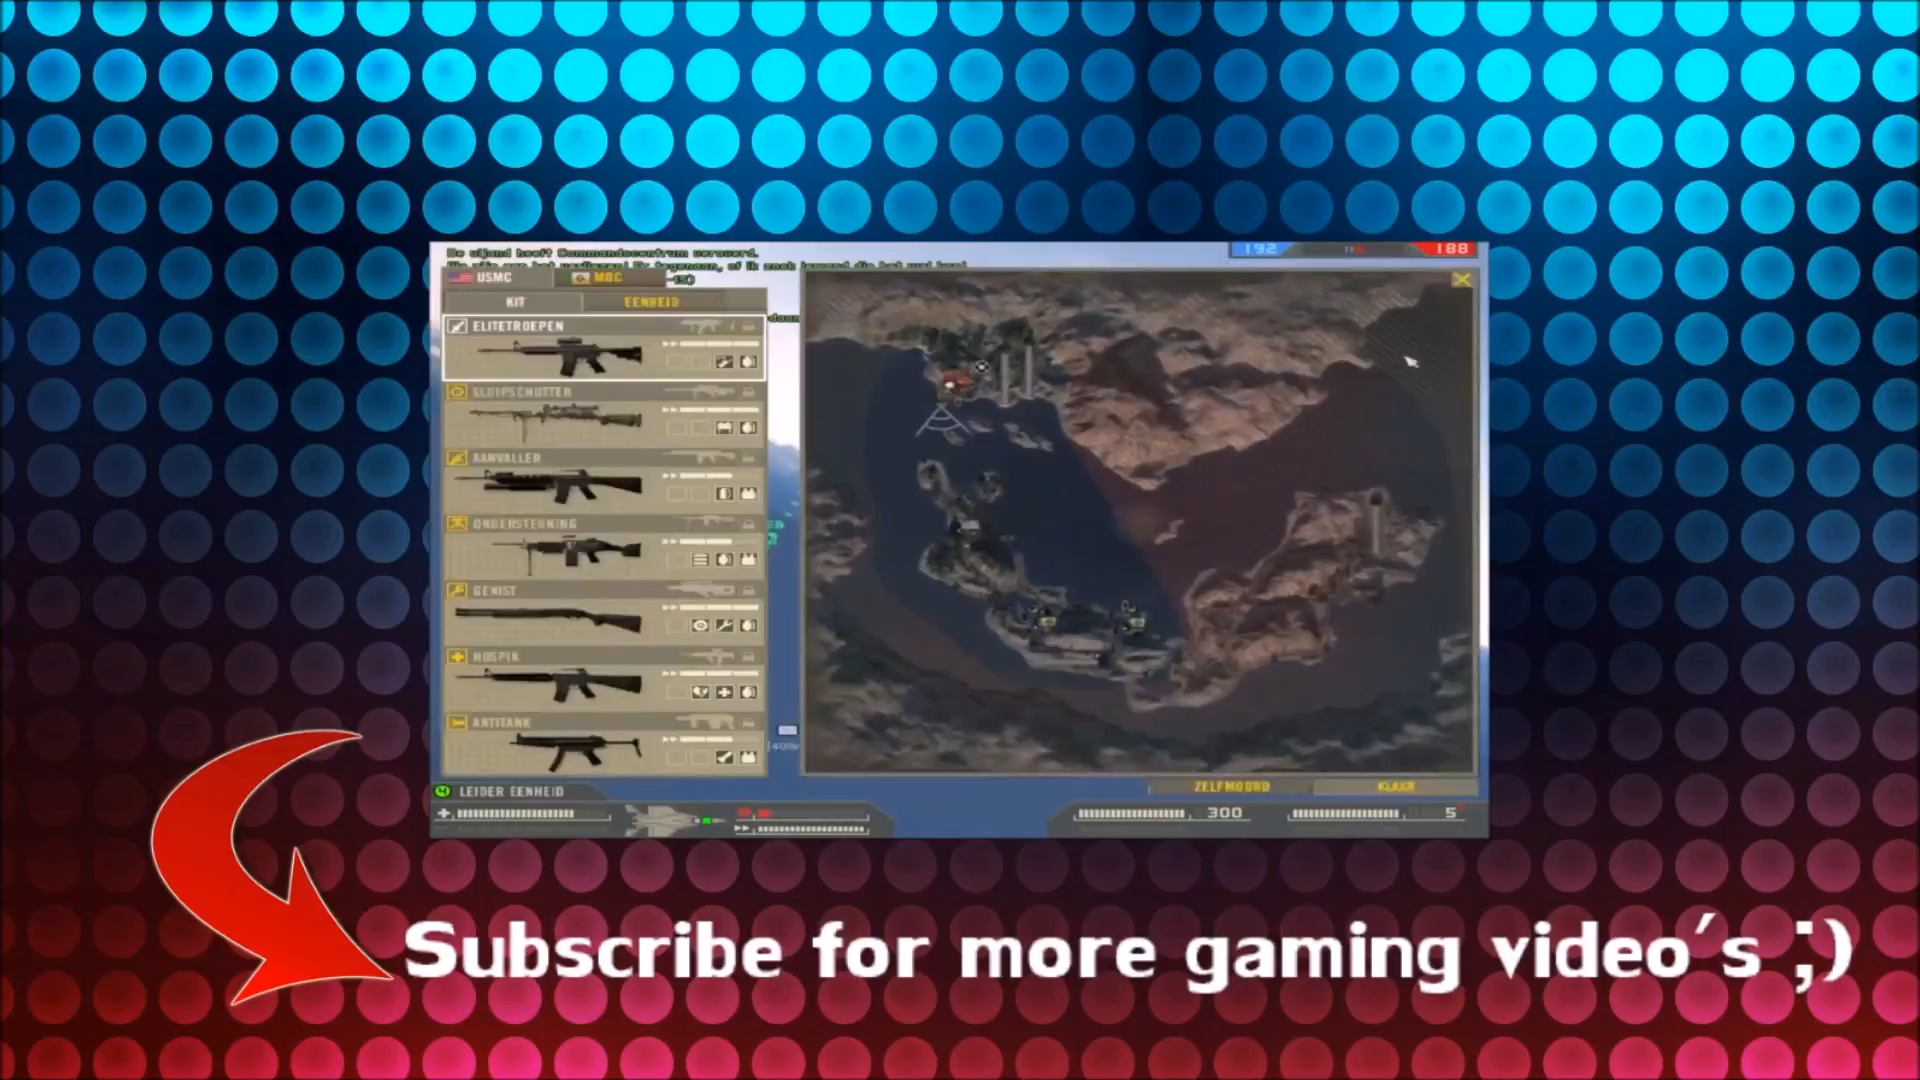 De vijand heeft Commandocentrum veroverd.
192
188
USMC
MEC
KIT
EENHEID
ELITETROEPEN
SLUIPSCHUTTER
AANVALLER
ONDERSTEUNING
GENIST
HOSPIK
ANTITANK
4 LEIDER EENHEID
ZELFMOORD
KLAAR
300
5
Subscribe for more gaming video´s ;)